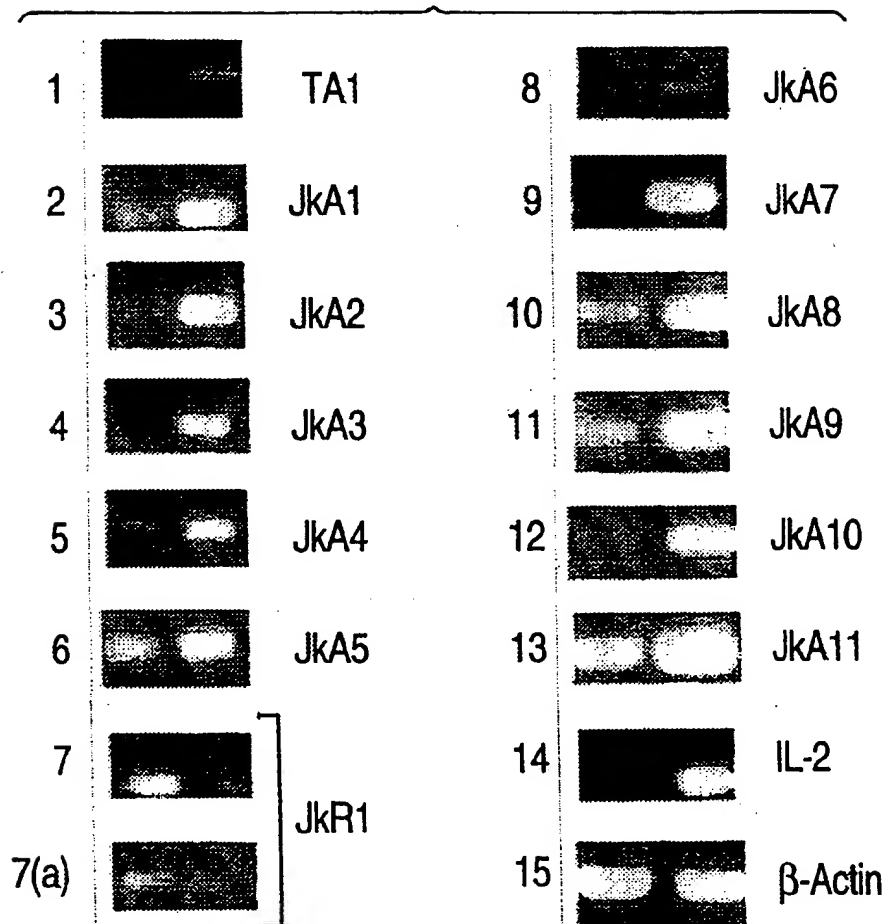 1 TA1
2 JkA1
3 JkA2
4 JkA3
5 JkA4
6 JkA5
7
JkR1
7(a)
8 JkA6
9 JkA7
10 JkA8
11 JkA9
12 JkA10
13 JkA11
14 IL-2
15 β-Actin